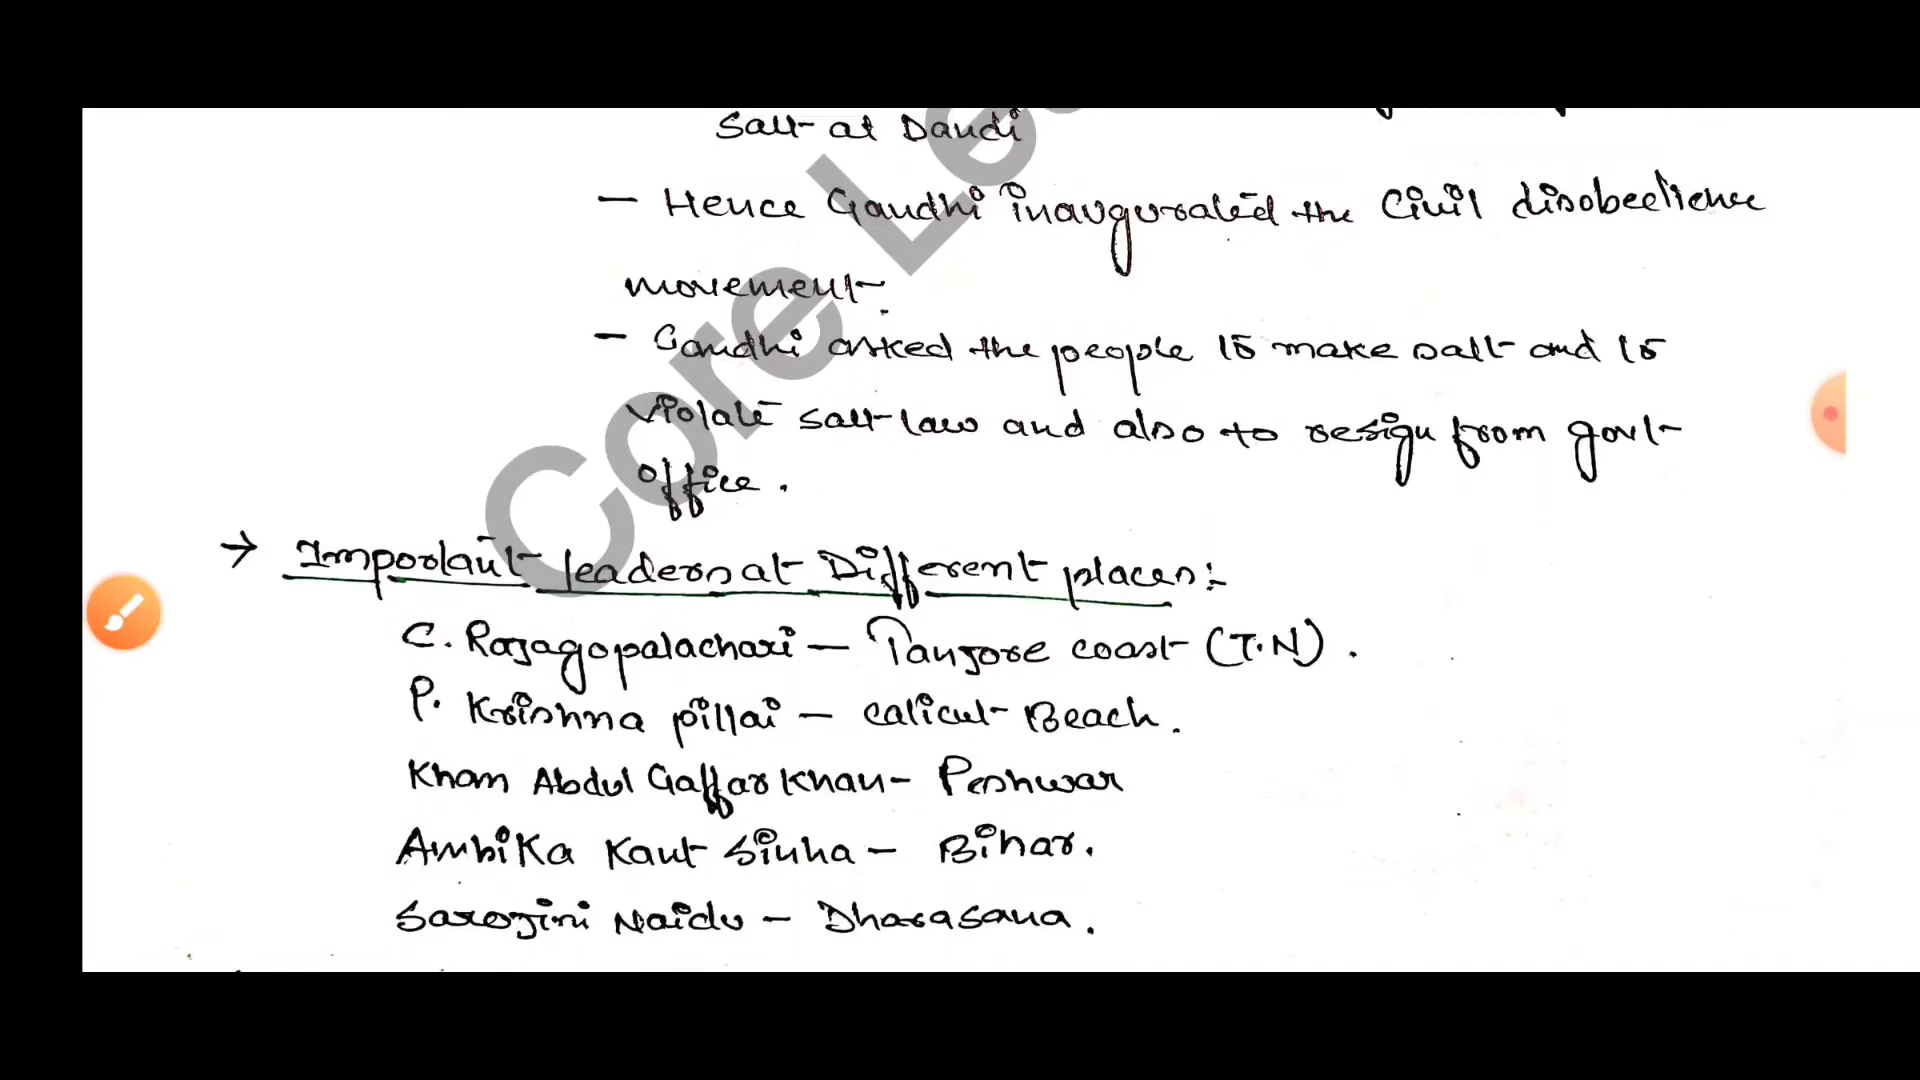 Salt at Dandi
— Hence Gandhi inaugurated the Civil disobedience
movement.
— Gandhi asked the people to make salt and to
violate salt law and also to resign from govt
office.
→ Important leaders at Different places:-
C. Rajagopalachari — Tanjore coast (T.N).
P. Krishna pillai — calicut Beach.
Khan Abdul Gaffar Khan - Peshwar
Ambika Kant Sinha — Bihar.
Sarojini Naidu — Dharasana.
Core Le